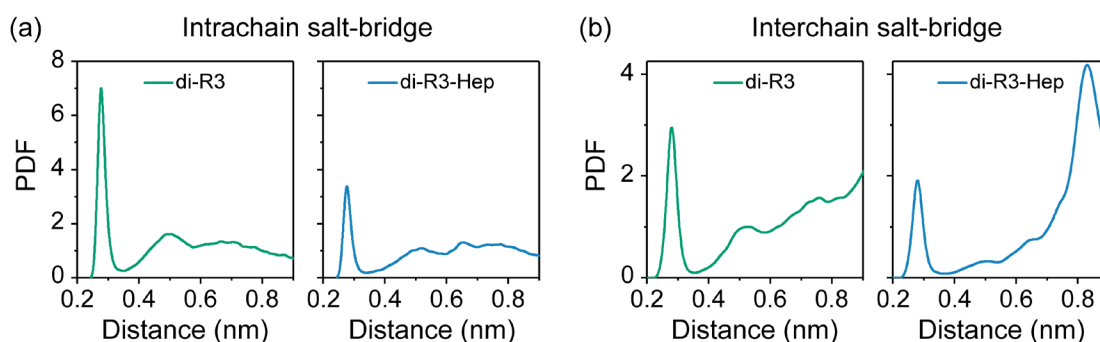 (a) Intrachain salt-bridge
(b) Interchain salt-bridge
PDF
8
6
4
2
0
di-R3
0.2 0.4 0.6 0.8
Distance (nm)
di-R3-Hep
0.2 0.4 0.6 0.8
Distance (nm)
PDF
4
2
0
di-R3
0.2 0.4 0.6 0.8
Distance (nm)
di-R3-Hep
0.2 0.4 0.6 0.8
Distance (nm)